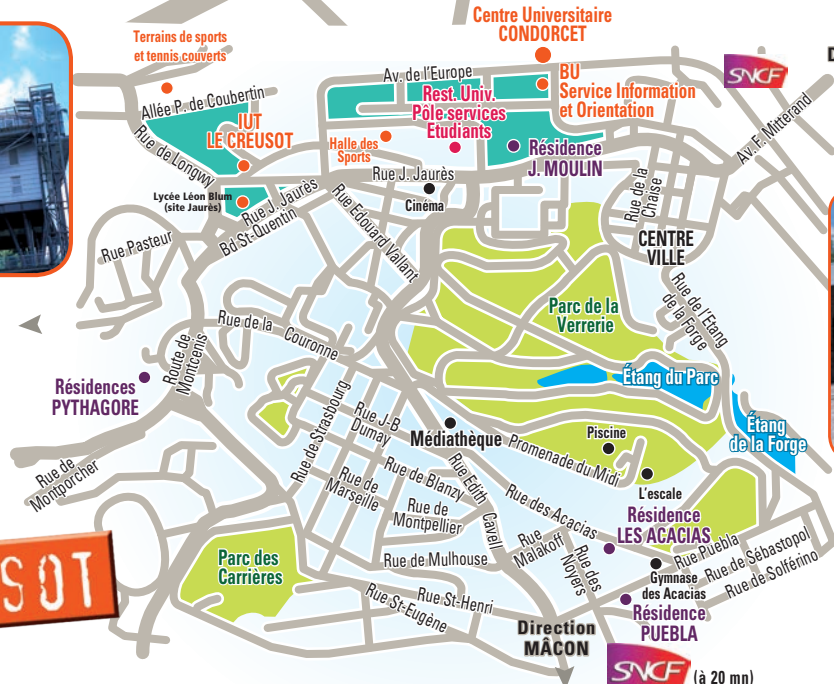 Centre Universitaire
CONDORCET
Terrains de sports
et tennis couverts
SNCF
D
Av. de l'Europe
BU
Service Information
et Orientation
Allée P. de Coubertin
Rest. Univ.
Pôle services
Etudiants
Av. F. Mitterand
IUT
LE CREUSOT
Rue de Longwy
Halle des
Sports
Résidence
J. MOULIN
Rue J. Jaurès
Lycée Léon Blum
(site Jaurès)
Rue J. Jaurès
Cinéma
Rue de la
Chaise
Bd St-Quentin
Rue Edouard Vallant
Rue Pasteur
CENTRE
VILLE
Rue de l'Etang
de la Forge
Parc de la
Verrerie
Rue de la Couronne
Route de
Montcenis
Étang du Parc
Résidences
PYTHAGORE
Rue de Strasbourg
Rue J-B
Dumay
Médiathèque
Étang
de la Forge
Piscine
Promenade du Midi
Rue de
Montporcher
Rue de
Marseille
Rue de Blanzy
Rue Edith Cavell
L'escale
Rue de
Montpellier
Rue des Acacias
Résidence
LES ACACIAS
SOT
Parc des
Carrières
Rue de Mulhouse
Rue
Malakoff
Rue des
Noyers
Rue Puebla
Rue de Sébastopol
Rue de Solférino
Gymnase
des Acacias
Rue St-Eugène
Rue St-Henri
Résidence
PUEBLA
Direction
MÂCON
SNCF
(à 20 mn)